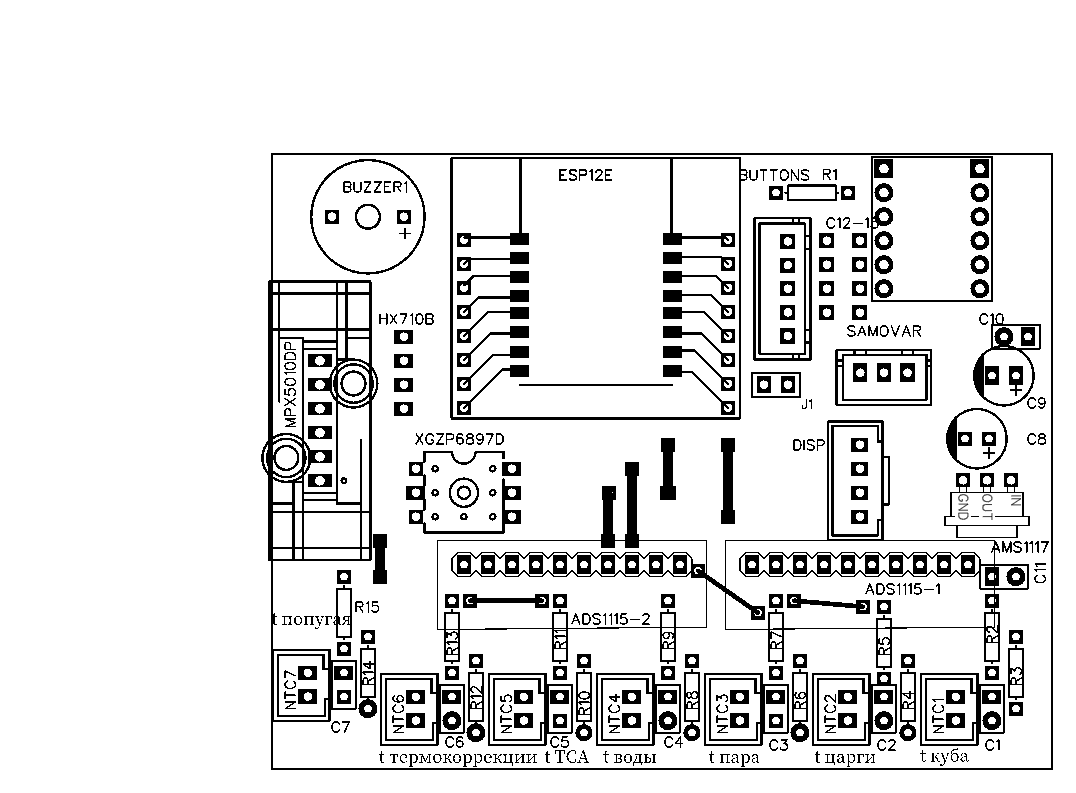 ESP12E
BUTTONS R1
BUZZER1
+
C12-15
HX710B
C10
SAMOVAR
MPX5010DP
J1
+
C9
XGZP6897D
DISP
C8
+
GND
OUT
IN
AMS1117
C11
ADS1115-1
R15
t попугая
ADS1115-2
R13
R11
R9
R7
R5
R2
R14
R12
R10
R8
R6
R4
R3
NTC7
NTC6
NTC5
NTC4
NTC3
NTC2
NTC1
C7
C6
C5
C4
C3
C2
C1
t термокоррекции
t ТСА
t воды
t пара
t царги
t куба